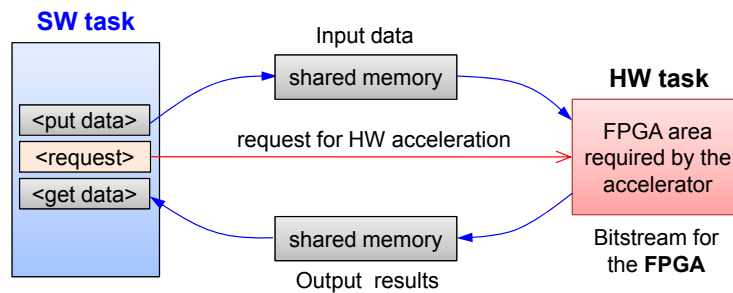 SW task
Input data
shared memory
HW task
<put data>
request for HW acceleration
<request>
<get data>
FPGA area
required by the
accelerator
shared memory
Output results
Bitstream for
the FPGA